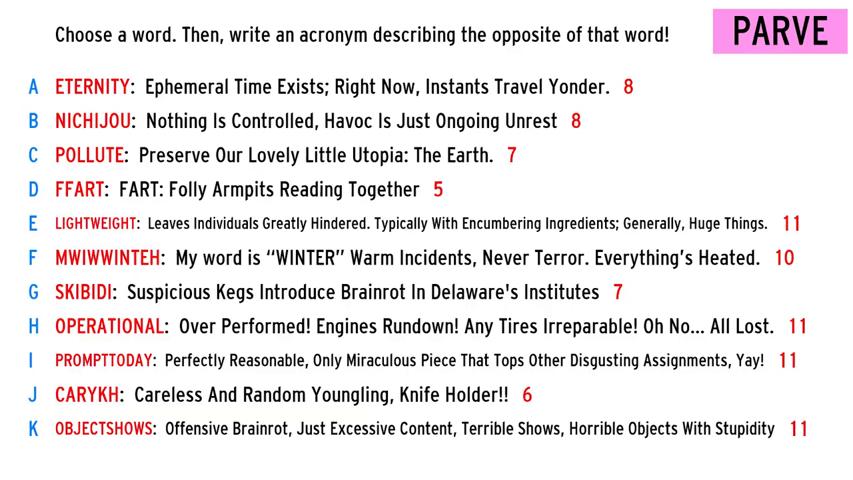 Choose a word. Then, write an acronym describing the opposite of that word!
PARVE
A ETERNITY: Ephemeral Time Exists; Right Now, Instants Travel Yonder. 8
B NICHIJOU: Nothing Is Controlled, Havoc Is Just Ongoing Unrest 8
C POLLUTE: Preserve Our Lovely Little Utopia: The Earth. 7
D FFART: FART: Folly Armpits Reading Together 5
E LIGHTWEIGHT: Leaves Individuals Greatly Hindered. Typically With Encumbering Ingredients; Generally, Huge Things. 11
F MWIWWINTEH: My word is “WINTER” Warm Incidents, Never Terror. Everything's Heated. 10
G SKIBIDI: Suspicious Kegs Introduce Brainrot In Delaware's Institutes 7
H OPERATIONAL: Over Performed! Engines Rundown! Any Tires Irreparable! Oh No... All Lost. 11
I PROMPTTODAY: Perfectly Reasonable, Only Miraculous Piece That Tops Other Disgusting Assignments, Yay! 11
J CARYKH: Careless And Random Youngling, Knife Holder!! 6
K OBJECTSHOWS: Offensive Brainrot, Just Excessive Content, Terrible Shows, Horrible Objects With Stupidity 11